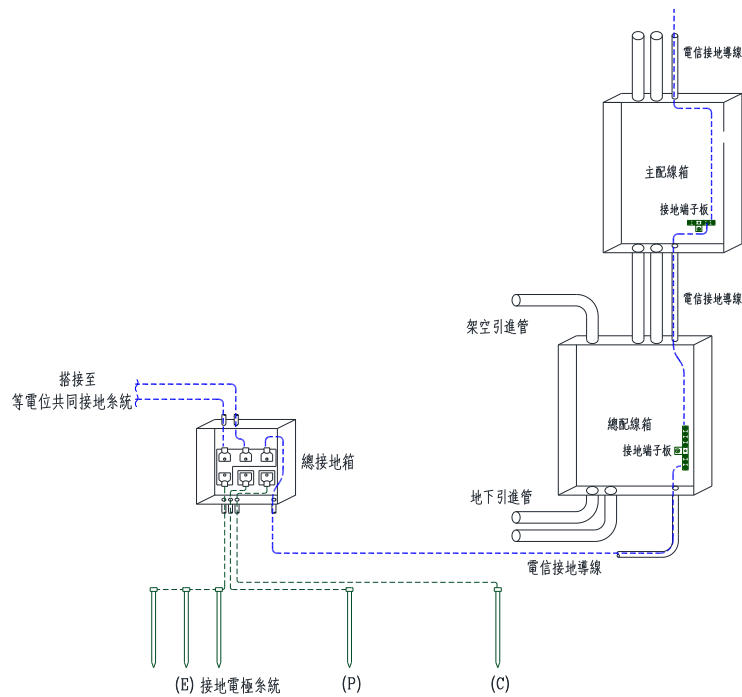 電信接地導線
主配線箱
接地端子板
電信接地導線
架空引進管
搭接至
等電位共同接地系統
總配線箱
接地端子板
總接地箱
地下引進管
電信接地導線
(E) 接地電極系統
(P)
(C)